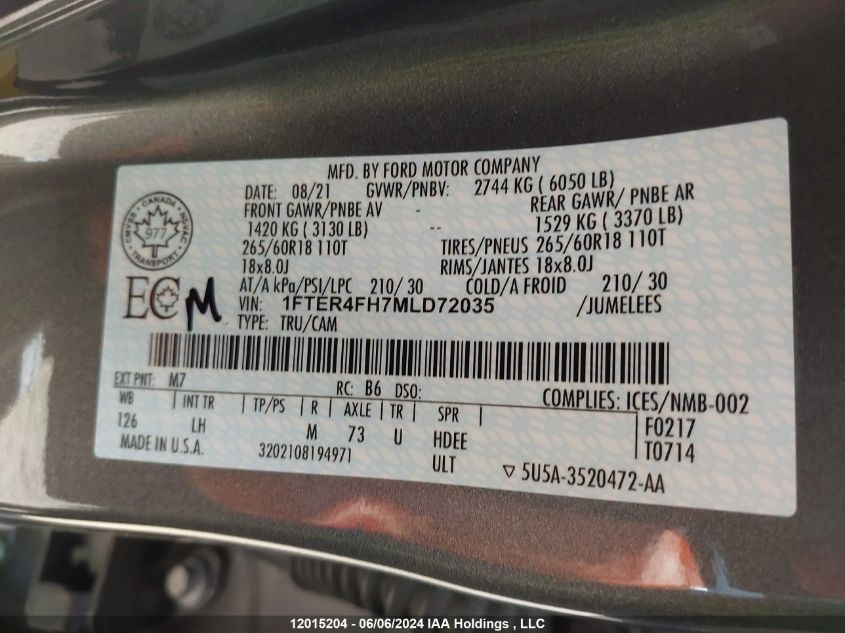 MFD. BY FORD MOTOR COMPANY
DATE: 08/21 GVWR/PNBV: 2744 KG ( 6050 LB)
FRONT GAWR/PNBE AV - REAR GAWR/ PNBE AR
1420 KG ( 3130 LB) -- 1529 KG ( 3370 LB)
265/60R18 110T TIRES/PNEUS 265/60R18 110T
18x8.0J RIMS/JANTES 18x8.0J
AT/A kPa/PSI/LPC 210/ 30 COLD/A FROID 210/ 30
VIN: 1FTER4FH7MLD72035 /JUMELEES
TYPE: TRU/CAM
CMVSS · CANADA · NSVAC
977
TRANSPORT
EC M
EXT PNT: M7 RC: B6 DSO: COMPLIES: ICES/NMB-002
WB | INT TR | TP/PS | R | AXLE | TR | SPR F0217
126 LH M 73 U HDEE T0714
MADE IN U.S.A. 3202108194971 ULT ▽ 5U5A-3520472-AA
12015204 - 06/06/2024 IAA Holdings , LLC